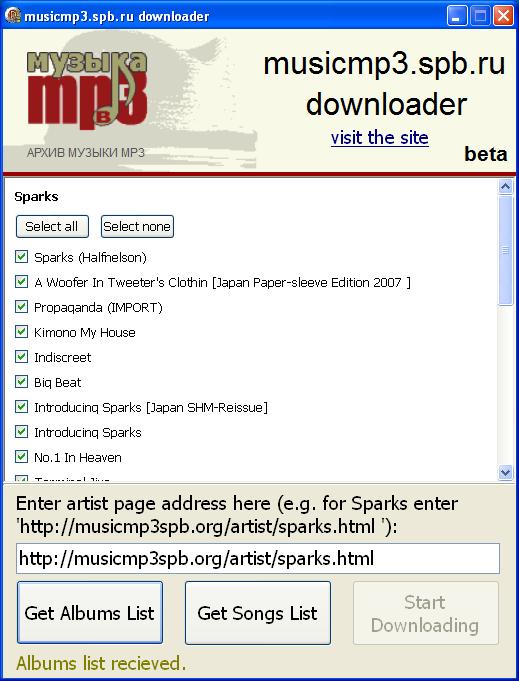 musicmp3.spb.ru downloader
музыка
mp3
в
АРХИВ МУЗЫКИ MP3
musicmp3.spb.ru
downloader
visit the site
beta
Sparks
Select all Select none
Sparks (Halfnelson)
A Woofer In Tweeter's Clothin [Japan Paper-sleeve Edition 2007 ]
Propaganda (IMPORT)
Kimono My House
Indiscreet
Big Beat
Introducing Sparks [Japan SHM-Reissue]
Introducing Sparks
No.1 In Heaven
Terminal Jive
Enter artist page address here (e.g. for Sparks enter
'http://musicmp3spb.org/artist/sparks.html '):
http://musicmp3spb.org/artist/sparks.html
Get Albums List Get Songs List Start
Downloading
Albums list recieved.